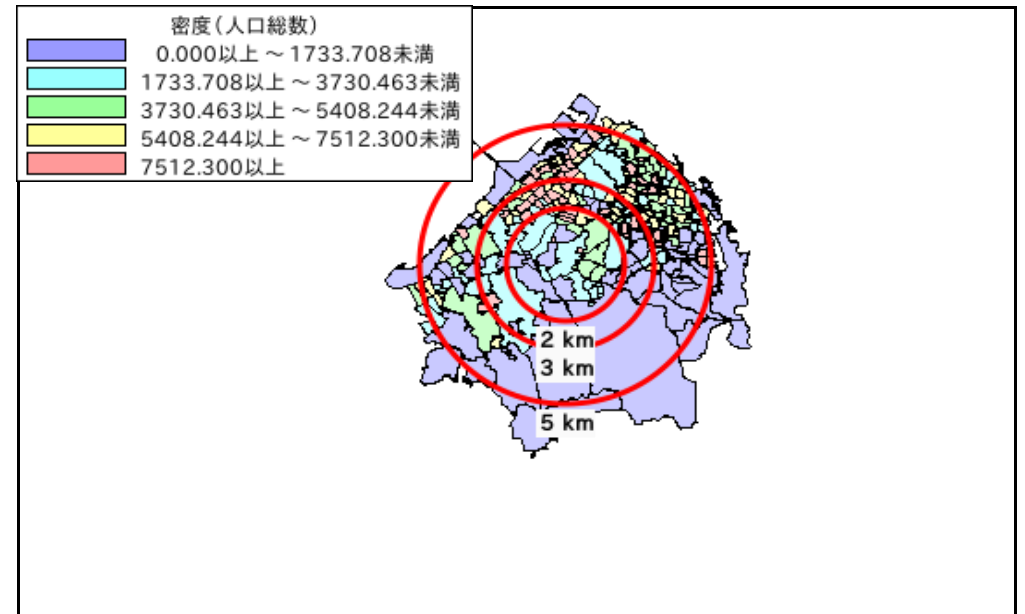 密度(人口総数)
0.000以上 ~ 1733.708未満
1733.708以上 ~ 3730.463未満
3730.463以上 ~ 5408.244未満
5408.244以上 ~ 7512.300未満
7512.300以上
2 km
3 km
5 km